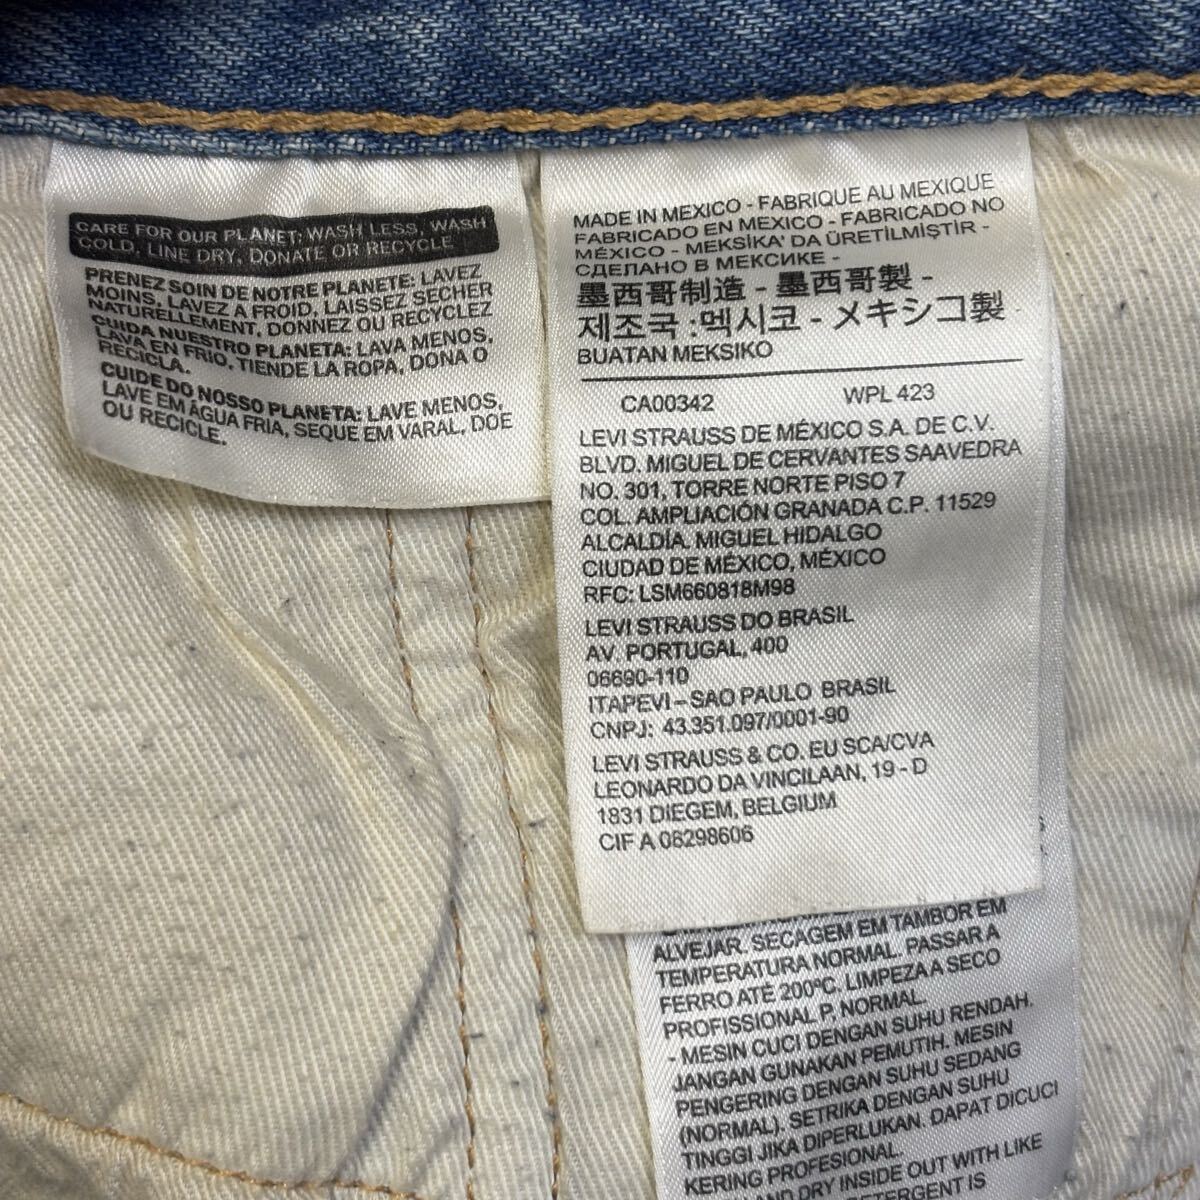 CARE FOR OUR PLANET: WASH LESS, WASH
COLD, LINE DRY, DONATE OR RECYCLE
PRENEZ SOIN DE NOTRE PLANETE: LAVEZ
MOINS, LAVEZ A FROID, LAISSEZ SECHER
NATURELLEMENT, DONNEZ OU RECYCLEZ
CUIDA NUESTRO PLANETA: LAVA MENOS,
LAVA EN FRIO, TIENDE LA ROPA, DONA O
RECICLA.
CUIDE DO NOSSO PLANETA: LAVE MENOS,
LAVE EM ÁGUA FRIA, SEQUE EM VARAL, DOE
OU RECICLE.
MADE IN MEXICO - FABRIQUE AU MEXIQUE
FABRICADO EN MEXICO - FABRICADO NO
MÉXICO - MEKSİKA' DA ÜRETİLMİŞTİR -
СДЕЛАНО В МЕКСИКЕ -
墨西哥制造 - 墨西哥製 -
제조국 :멕시코 - メキシコ製
BUATAN MEKSIKO
CA00342 WPL 423
LEVI STRAUSS DE MÉXICO S.A. DE C.V.
BLVD. MIGUEL DE CERVANTES SAAVEDRA
NO. 301, TORRE NORTE PISO 7
COL. AMPLIACIÓN GRANADA C.P. 11529
ALCALDÍA. MIGUEL HIDALGO
CIUDAD DE MÉXICO, MÉXICO
RFC: LSM660818M98
LEVI STRAUSS DO BRASIL
AV. PORTUGAL, 400
06690-110
ITAPEVI – SAO PAULO BRASIL
CNPJ: 43.351.097/0001-90
LEVI STRAUSS & CO. EU SCA/CVA
LEONARDO DA VINCILAAN, 19 - D
1831 DIEGEM, BELGIUM
CIF A 08298606
ALVEJAR. SECAGEM EM TAMBOR EM
TEMPERATURA NORMAL. PASSAR A
FERRO ATÉ 200ºC. LIMPEZA A SECO
PROFISSIONAL P, NORMAL.
- MESIN CUCI DENGAN SUHU RENDAH.
JANGAN GUNAKAN PEMUTIH. MESIN
PENGERING DENGAN SUHU SEDANG
(NORMAL). SETRIKA DENGAN SUHU
TINGGI JIKA DIPERLUKAN. DAPAT DICUCI
KERING PROFESIONAL.
AND DRY INSIDE OUT WITH LIKE
DETERGENT IS